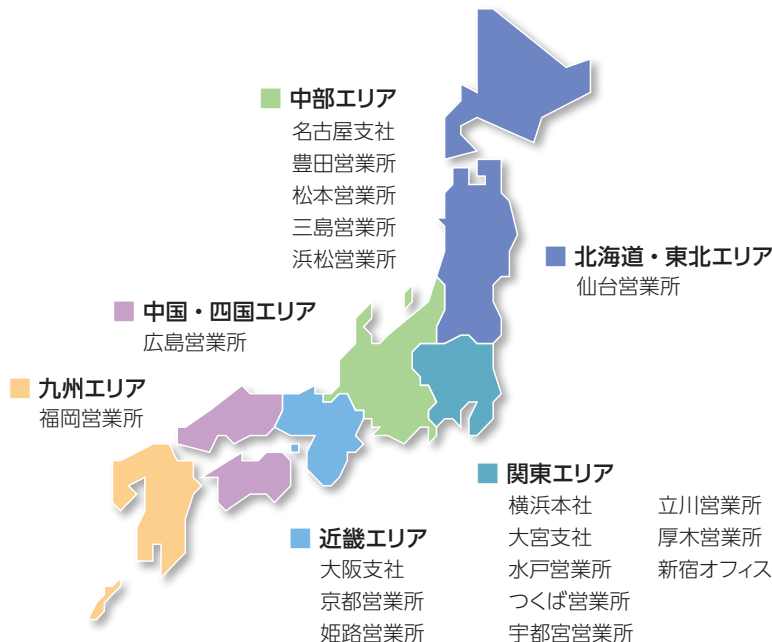 中部エリア
名古屋支社
豊田営業所
松本営業所
三島営業所
浜松営業所
北海道・東北エリア
仙台営業所
中国・四国エリア
広島営業所
九州エリア
福岡営業所
関東エリア
横浜本社 立川営業所
大宮支社 厚木営業所
水戸営業所 新宿オフィス
つくば営業所
宇都宮営業所
近畿エリア
大阪支社
京都営業所
姫路営業所